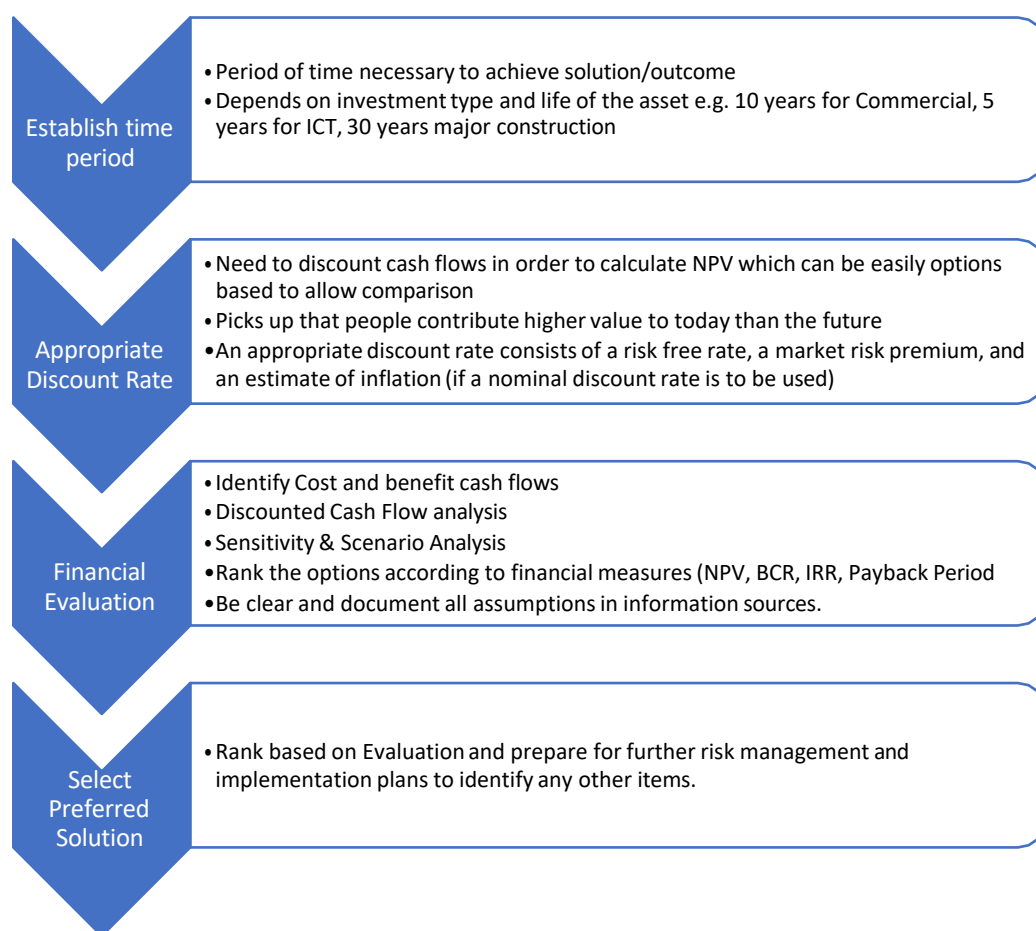 Establish time
period
•Period of time necessary to achieve solution/outcome
•Depends on investment type and life of the asset e.g. 10 years for Commercial, 5
years for ICT, 30 years major construction
Appropriate
Discount Rate
•Need to discount cash flows in order to calculate NPV which can be easily options
based to allow comparison
•Picks up that people contribute higher value to today than the future
•An appropriate discount rate consists of a risk free rate, a market risk premium, and
an estimate of inflation (if a nominal discount rate is to be used)
Financial
Evaluation
•Identify Cost and benefit cash flows
•Discounted Cash Flow analysis
•Sensitivity & Scenario Analysis
•Rank the options according to financial measures (NPV, BCR, IRR, Payback Period
•Be clear and document all assumptions in information sources.
Select
Preferred
Solution
•Rank based on Evaluation and prepare for further risk management and
implementation plans to identify any other items.